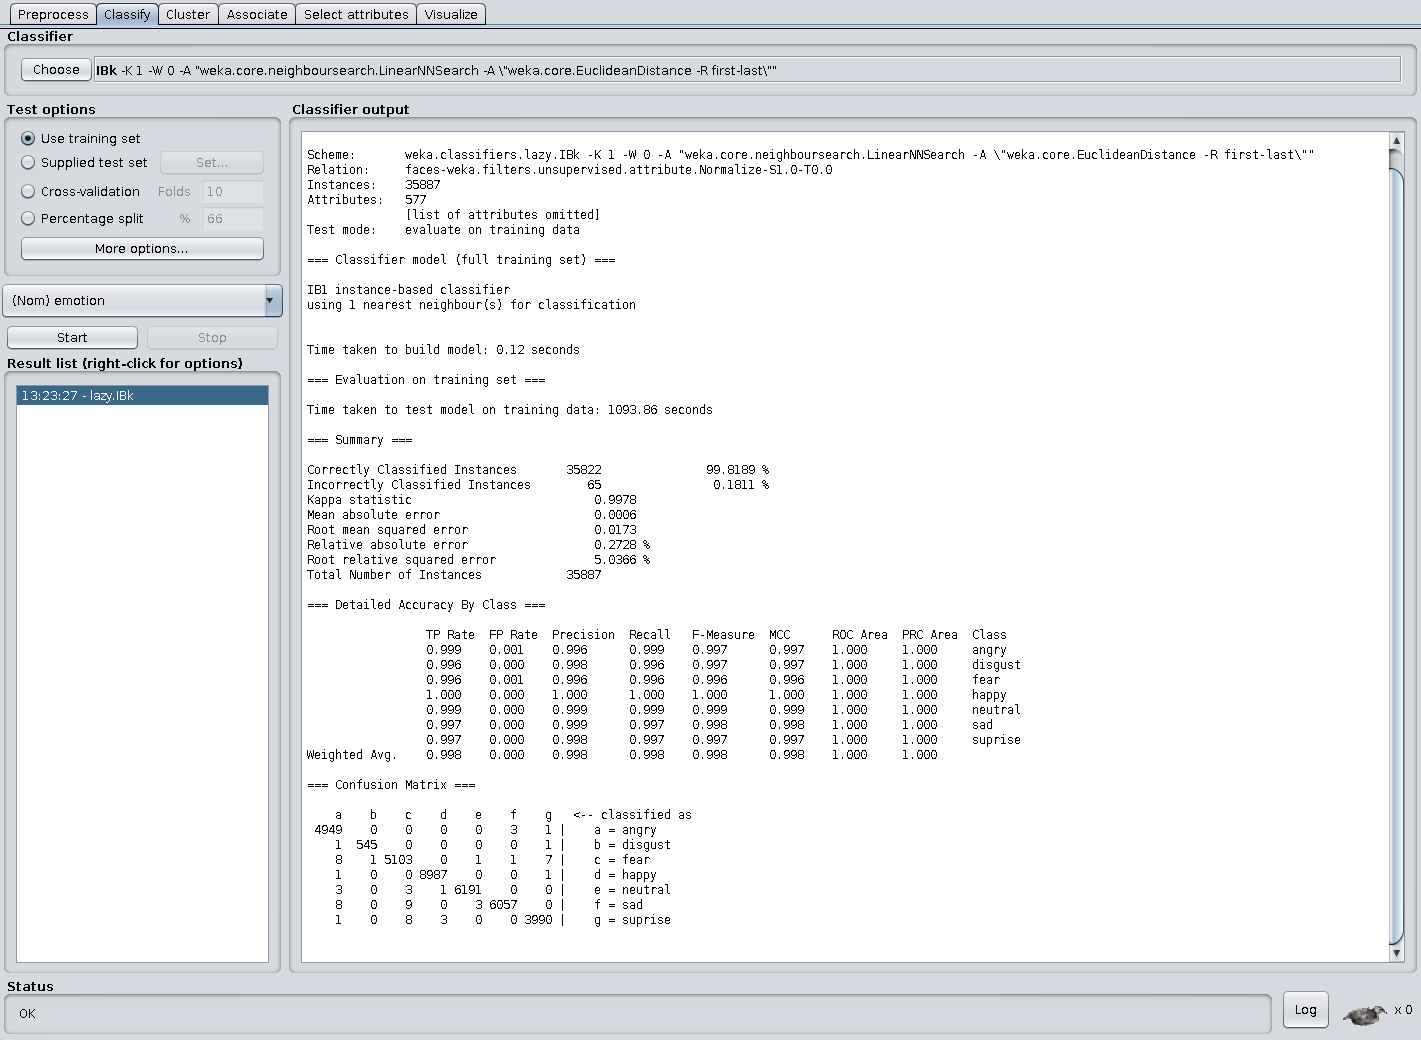 Preprocess Classify Cluster Associate Select attributes Visualize
Classifier
Choose IBk -K 1 -W 0 -A "weka.core.neighboursearch.LinearNNSearch -A \"weka.core.EuclideanDistance -R first-last\""
Test options
Use training set
Supplied test set Set...
Cross-validation Folds 10
Percentage split % 66
More options...
(Nom) emotion
Start Stop
Result list (right-click for options)
13:23:27 - lazy.IBk
Classifier output
Scheme: weka.classifiers.lazy.IBk -K 1 -W 0 -A "weka.core.neighboursearch.LinearNNSearch -A \"weka.core.EuclideanDistance -R first-last\""
Relation: faces-weka.filters.unsupervised.attribute.Normalize-S1.0-T0.0
Instances: 35887
Attributes: 577
[list of attributes omitted]
Test mode: evaluate on training data
=== Classifier model (full training set) ===
IB1 instance-based classifier
using 1 nearest neighbour(s) for classification
Time taken to build model: 0.12 seconds
=== Evaluation on training set ===
Time taken to test model on training data: 1093.86 seconds
=== Summary ===
Correctly Classified Instances 35822 99.8189 %
Incorrectly Classified Instances 65 0.1811 %
Kappa statistic 0.9978
Mean absolute error 0.0006
Root mean squared error 0.0173
Relative absolute error 0.2728 %
Root relative squared error 5.0366 %
Total Number of Instances 35887
=== Detailed Accuracy By Class ===
TP Rate FP Rate Precision Recall F-Measure MCC ROC Area PRC Area Class
0.999 0.001 0.996 0.999 0.997 0.997 1.000 1.000 angry
0.996 0.000 0.998 0.996 0.997 0.997 1.000 1.000 disgust
0.996 0.001 0.996 0.996 0.996 0.996 1.000 1.000 fear
1.000 0.000 1.000 1.000 1.000 1.000 1.000 1.000 happy
0.999 0.000 0.999 0.999 0.999 0.999 1.000 1.000 neutral
0.997 0.000 0.999 0.997 0.998 0.998 1.000 1.000 sad
0.997 0.000 0.998 0.997 0.997 0.997 1.000 1.000 suprise
Weighted Avg. 0.998 0.000 0.998 0.998 0.998 0.998 1.000 1.000
=== Confusion Matrix ===
a b c d e f g <-- classified as
4949 0 0 0 0 3 1 | a = angry
1 545 0 0 0 0 1 | b = disgust
8 1 5103 0 1 1 7 | c = fear
1 0 0 8987 0 0 1 | d = happy
3 0 3 1 6191 0 0 | e = neutral
8 0 9 0 3 6057 0 | f = sad
1 0 8 3 0 0 3990 | g = suprise
Status
OK
Log x 0